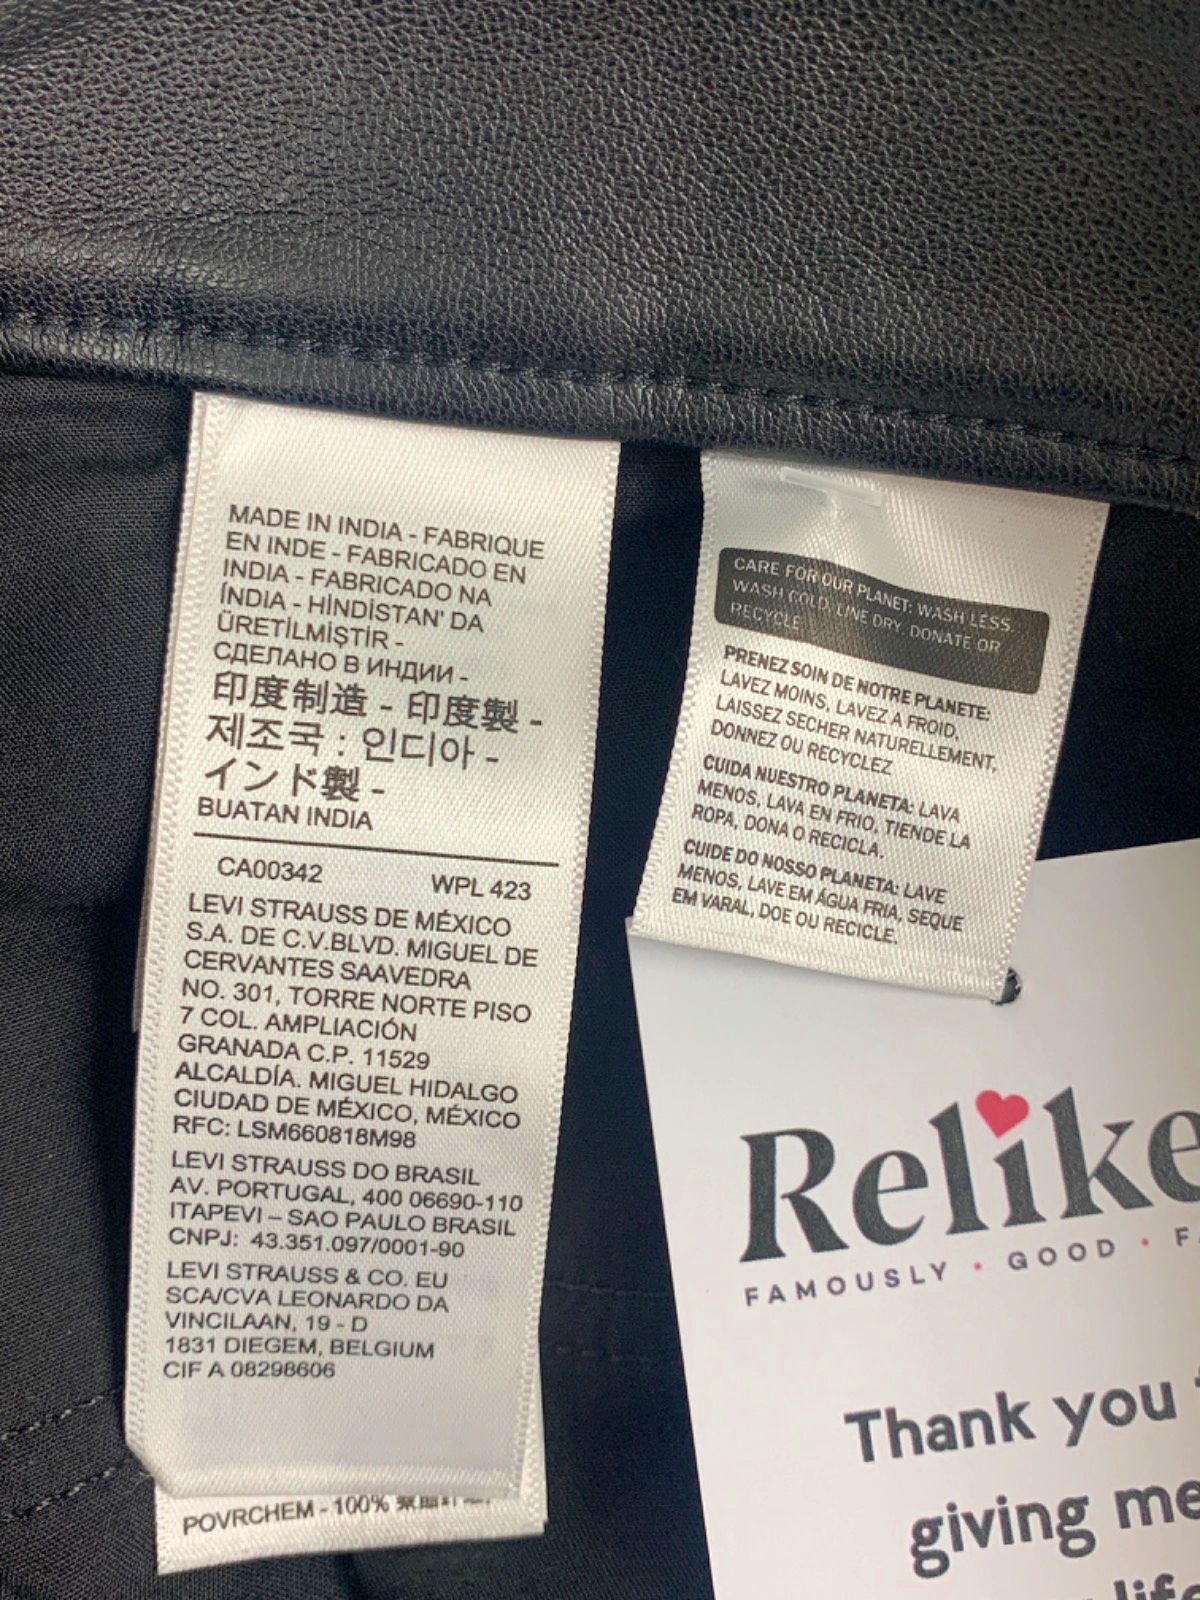 MADE IN INDIA - FABRIQUE
EN INDE - FABRICADO EN
INDIA - FABRICADO NA
ÍNDIA - HİNDİSTAN' DA
ÜRETİLMİŞTİR -
СДЕЛАНО В ИНДИИ -
印度制造 - 印度製 -
제조국 : 인디아 -
インド製 -
BUATAN INDIA
CA00342 WPL 423
LEVI STRAUSS DE MÉXICO
S.A. DE C.V.BLVD. MIGUEL DE
CERVANTES SAAVEDRA
NO. 301, TORRE NORTE PISO
7 COL. AMPLIACIÓN
GRANADA C.P. 11529
ALCALDÍA. MIGUEL HIDALGO
CIUDAD DE MÉXICO, MÉXICO
RFC: LSM660818M98
LEVI STRAUSS DO BRASIL
AV. PORTUGAL, 400 06690-110
ITAPEVI – SAO PAULO BRASIL
CNPJ: 43.351.097/0001-90
LEVI STRAUSS & CO. EU
SCA/CVA LEONARDO DA
VINCILAAN, 19 - D
1831 DIEGEM, BELGIUM
CIF A 08298606
POVRCHEM - 100%
CARE FOR OUR PLANET: WASH LESS,
WASH COLD, LINE DRY, DONATE OR
RECYCLE
PRENEZ SOIN DE NOTRE PLANETE:
LAVEZ MOINS, LAVEZ A FROID,
LAISSEZ SECHER NATURELLEMENT,
DONNEZ OU RECYCLEZ
CUIDA NUESTRO PLANETA: LAVA
MENOS, LAVA EN FRIO, TIENDE LA
ROPA, DONA O RECICLA.
CUIDE DO NOSSO PLANETA: LAVE
MENOS, LAVE EM ÁGUA FRIA, SEQUE
EM VARAL, DOE OU RECICLE.
Relike
FAMOUSLY • GOOD • F
Thank you
giving me